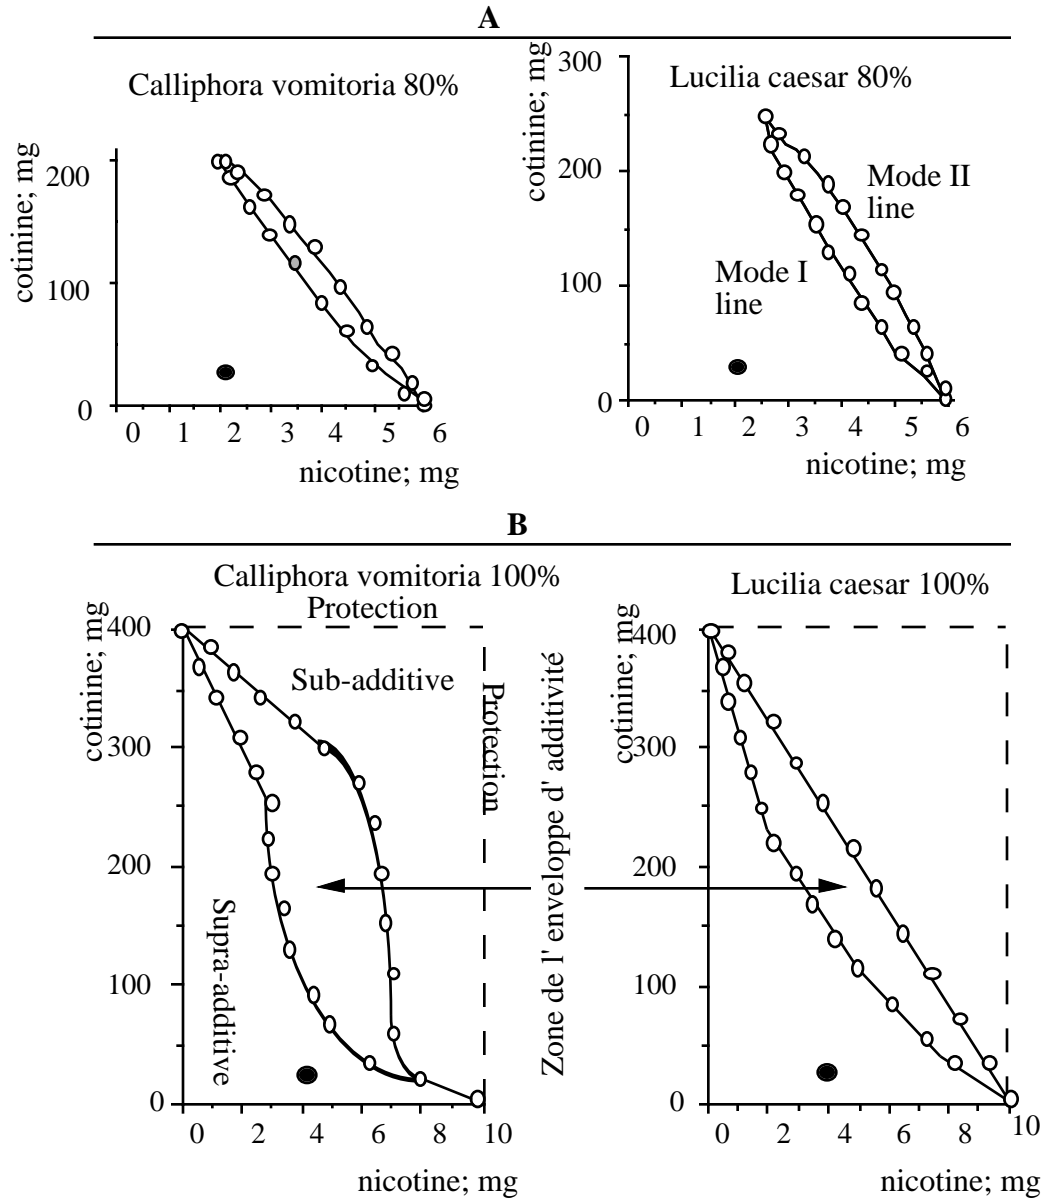 A
Calliphora vomitoria 80%
cotinine; mg
200
100
0
0 1 2 3 4 5 6
nicotine; mg
Lucilia caesar 80%
cotinine; mg
300
200
100
0
Mode II
line
Mode I
line
0 1 2 3 4 5 6
nicotine; mg
B
Calliphora vomitoria 100%
Protection
cotinine; mg
400
300
200
100
0
Sub-additive
Protection
Supra-additive
0 2 4 6 8 10
nicotine; mg
Zone de l' enveloppe d' additivité
Lucilia caesar 100%
cotinine; mg
400
300
200
100
0
0 2 4 6 8 10
nicotine; mg